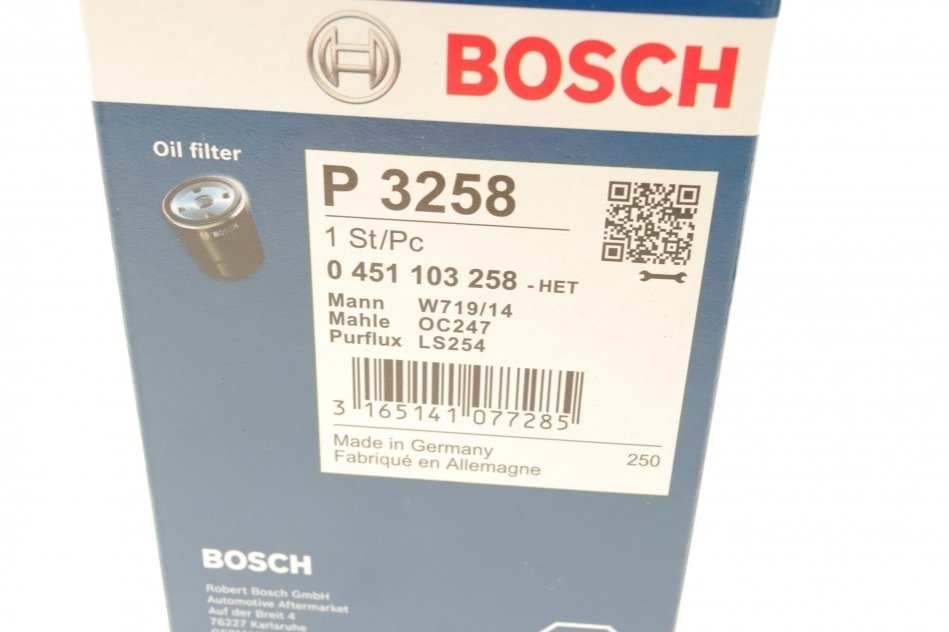 BOSCH
Oil filter
BOSCH
P 3258
1 St/Pc
0 451 103 258 - HET
Mann W719/14
Mahle OC247
Purflux LS254
3 165141 077285
Made in Germany
Fabriqué en Allemagne
250
BOSCH
Robert Bosch GmbH
Automotive Aftermarket
Auf der Breit 4
76227 Karlsruhe
GERMANY